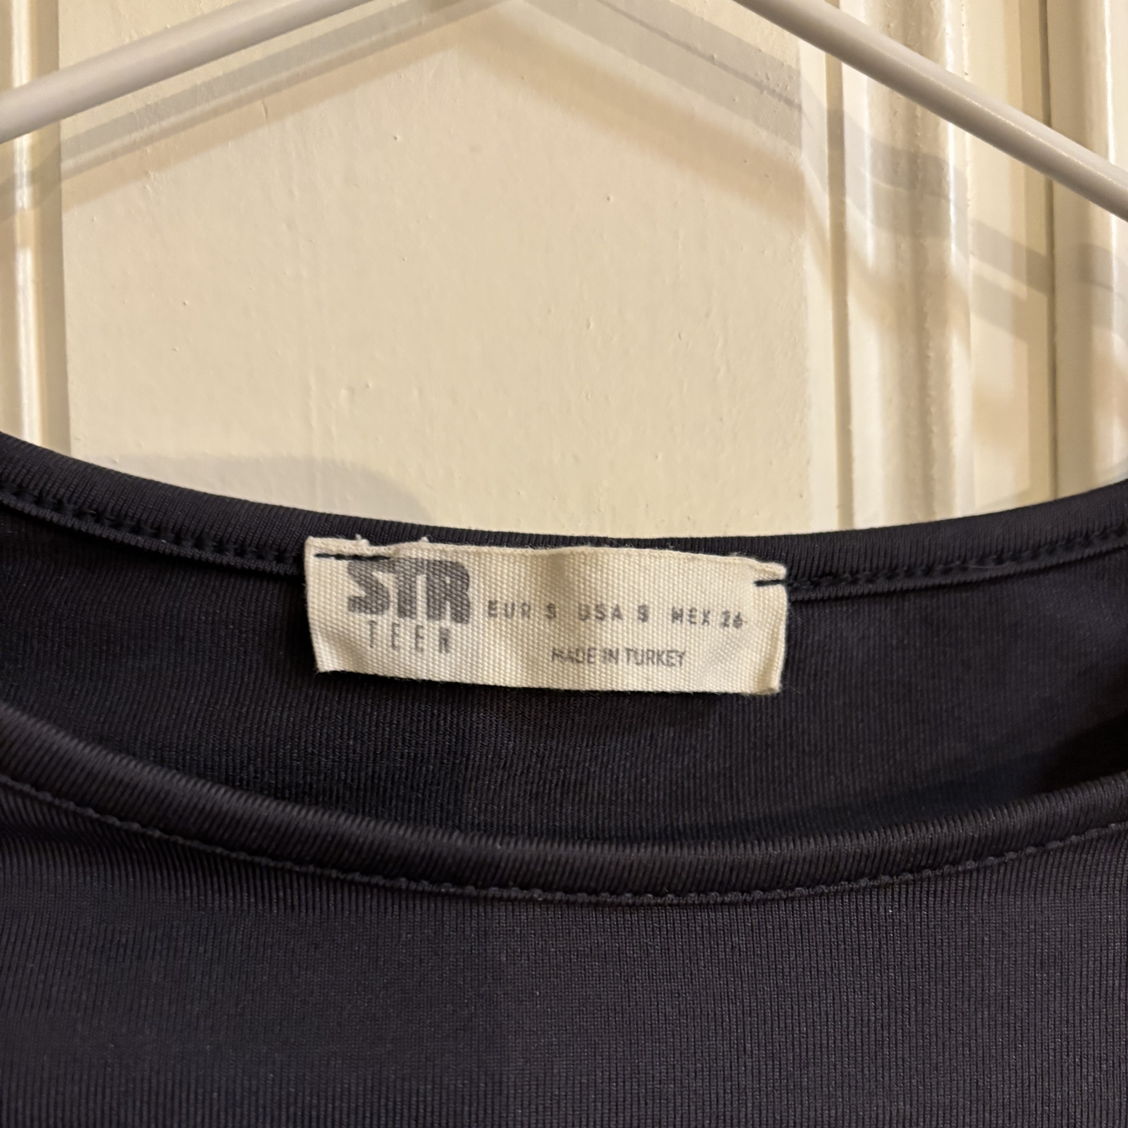 STR
TEEN
EUR S USA S MEX 26
MADE IN TURKEY